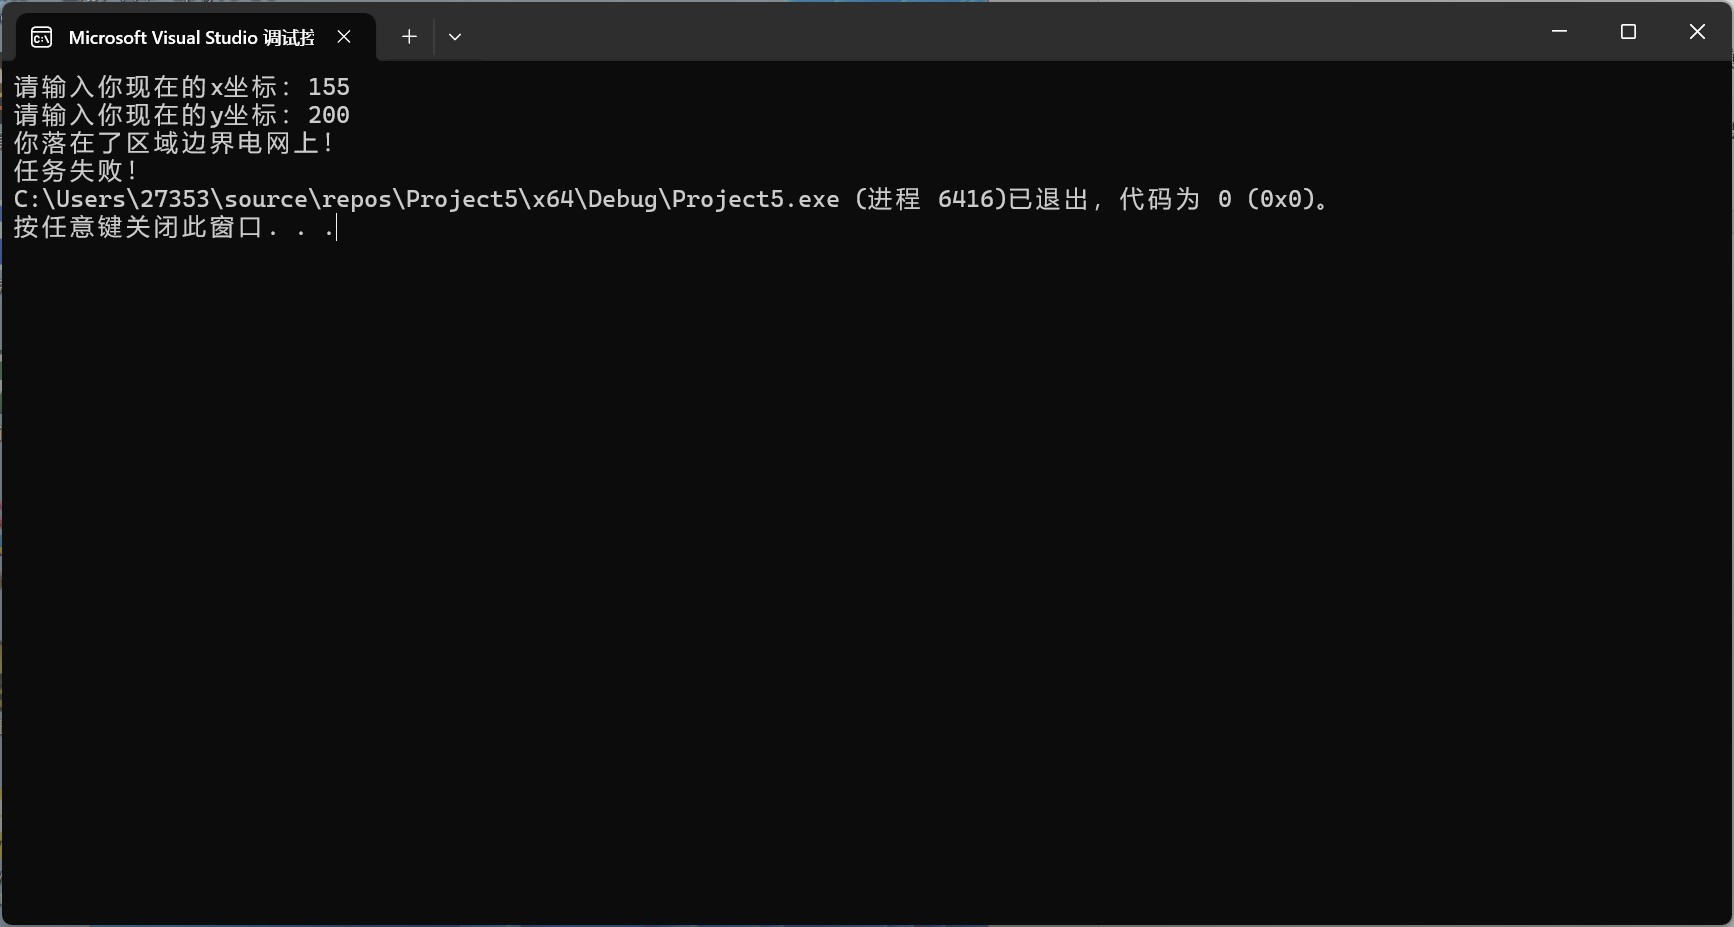 Microsoft Visual Studio 调试控
请输入你现在的x坐标：155
请输入你现在的y坐标：200
你落在了区域边界电网上！
任务失败！
C:\Users\27353\source\repos\Project5\x64\Debug\Project5.exe (进程 6416)已退出，代码为 0 (0x0)。
按任意键关闭此窗口. . .